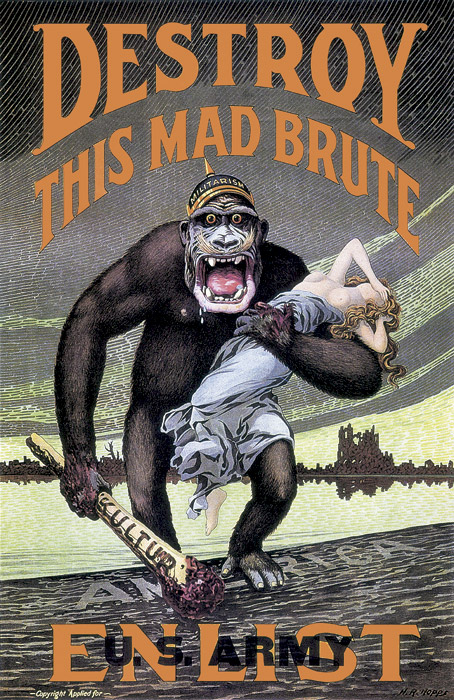 DESTROY
THIS MAD BRUTE
MILITARISM
KULTUR
AMERICA
ENLIST
U.S. ARMY
—Copyright Applied for—
H.R. HOPPS